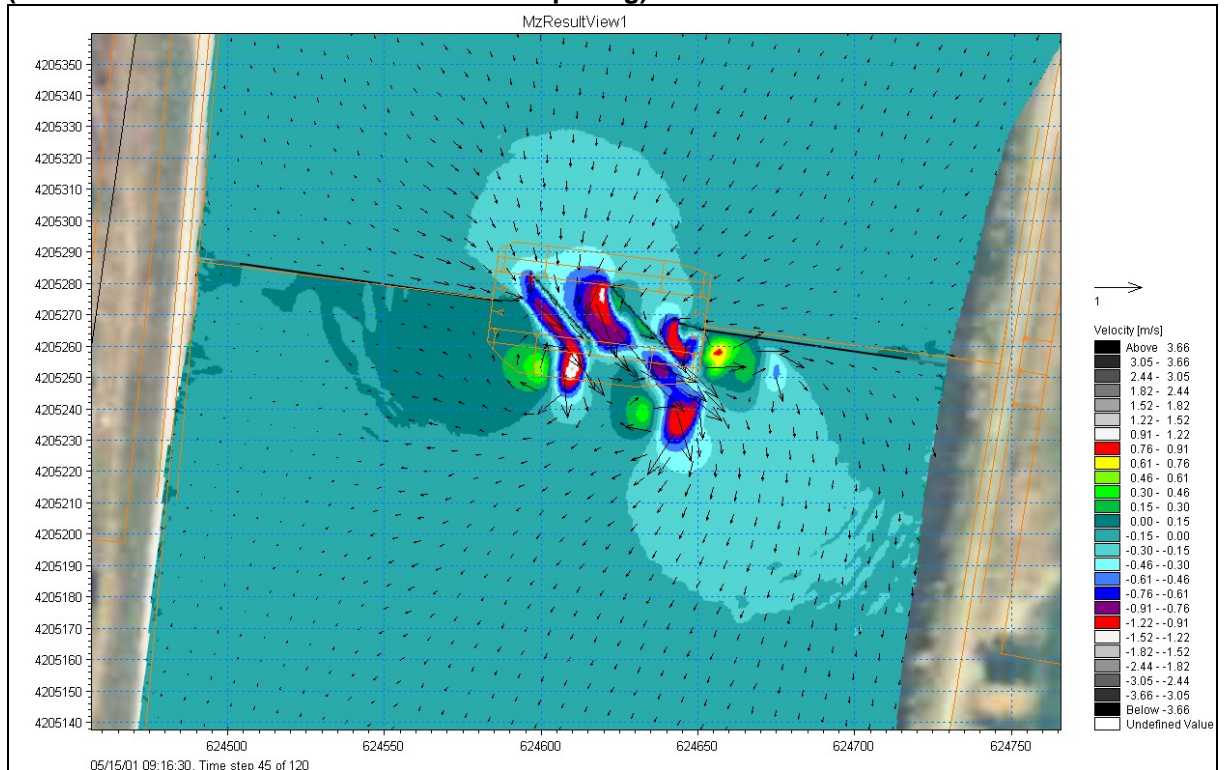 MzResultView1
4205350
4205340
4205330
4205320
4205310
4205300
4205290
4205280
4205270
4205260
4205250
4205240
4205230
4205220
4205210
4205200
4205190
4205180
4205170
4205160
4205150
4205140
624500
624550
624600
624650
624700
624750
05/15/01 09:16:30, Time step 45 of 120
1
Velocity [m/s]
Above 3.66
3.05 - 3.66
2.44 - 3.05
1.82 - 2.44
1.52 - 1.82
1.22 - 1.52
0.91 - 1.22
0.76 - 0.91
0.61 - 0.76
0.46 - 0.61
0.30 - 0.46
0.15 - 0.30
0.00 - 0.15
-0.15 - 0.00
-0.30 - -0.15
-0.46 - -0.30
-0.61 - -0.46
-0.76 - -0.61
-0.91 - -0.76
-1.22 - -0.91
-1.52 - -1.22
-1.82 - -1.52
-2.44 - -1.82
-3.05 - -2.44
-3.66 - -3.05
Below -3.66
Undefined Value